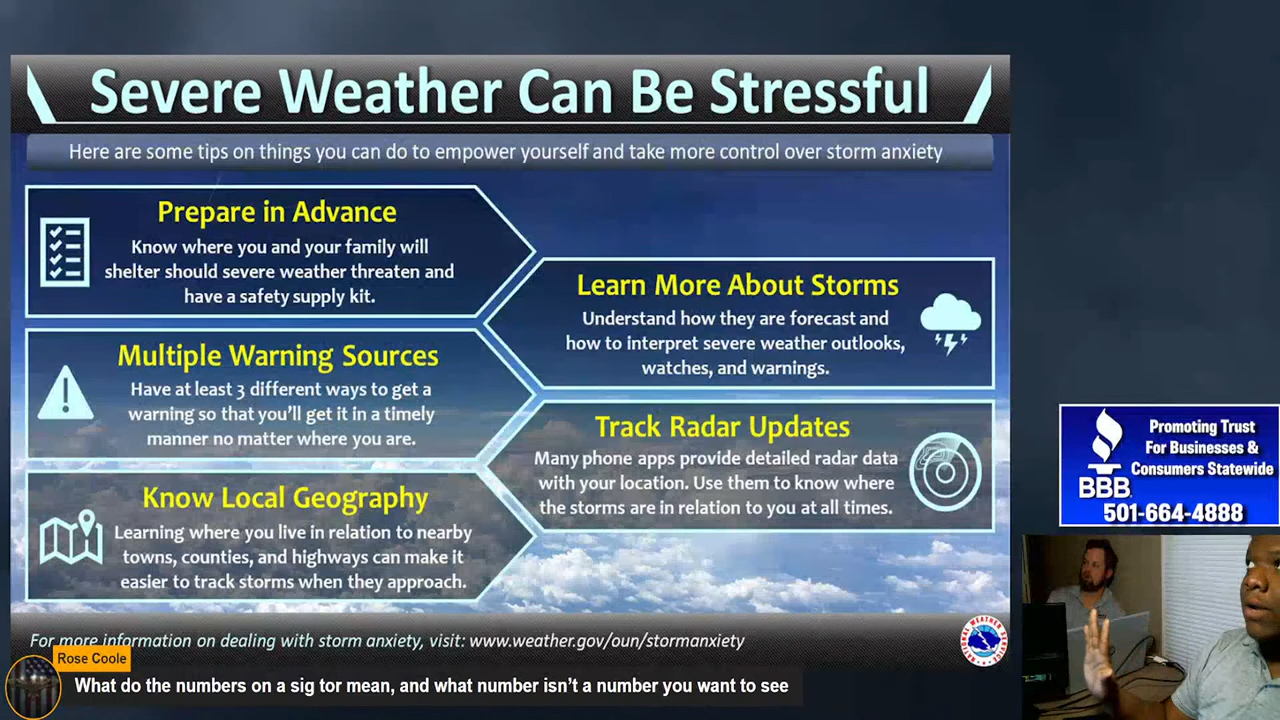 Severe Weather Can Be Stressful
Here are some tips on things you can do to empower yourself and take more control over storm anxiety
Prepare in Advance
Know where you and your family will
shelter should severe weather threaten and
have a safety supply kit.
Learn More About Storms
Understand how they are forecast and
how to interpret severe weather outlooks,
watches, and warnings.
Multiple Warning Sources
Have at least 3 different ways to get a
warning so that you'll get it in a timely
manner no matter where you are.
Track Radar Updates
Many phone apps provide detailed radar data
with your location. Use them to know where
the storms are in relation to you at all times.
Know Local Geography
Learning where you live in relation to nearby
towns, counties, and highways can make it
easier to track storms when they approach.
For more information on dealing with storm anxiety, visit: www.weather.gov/oun/stormanxiety
NATIONAL WEATHER SERVICE
Rose Coole
What do the numbers on a sig tor mean, and what number isn't a number you want to see
Promoting Trust
For Businesses &
Consumers Statewide
BBB
501-664-4888